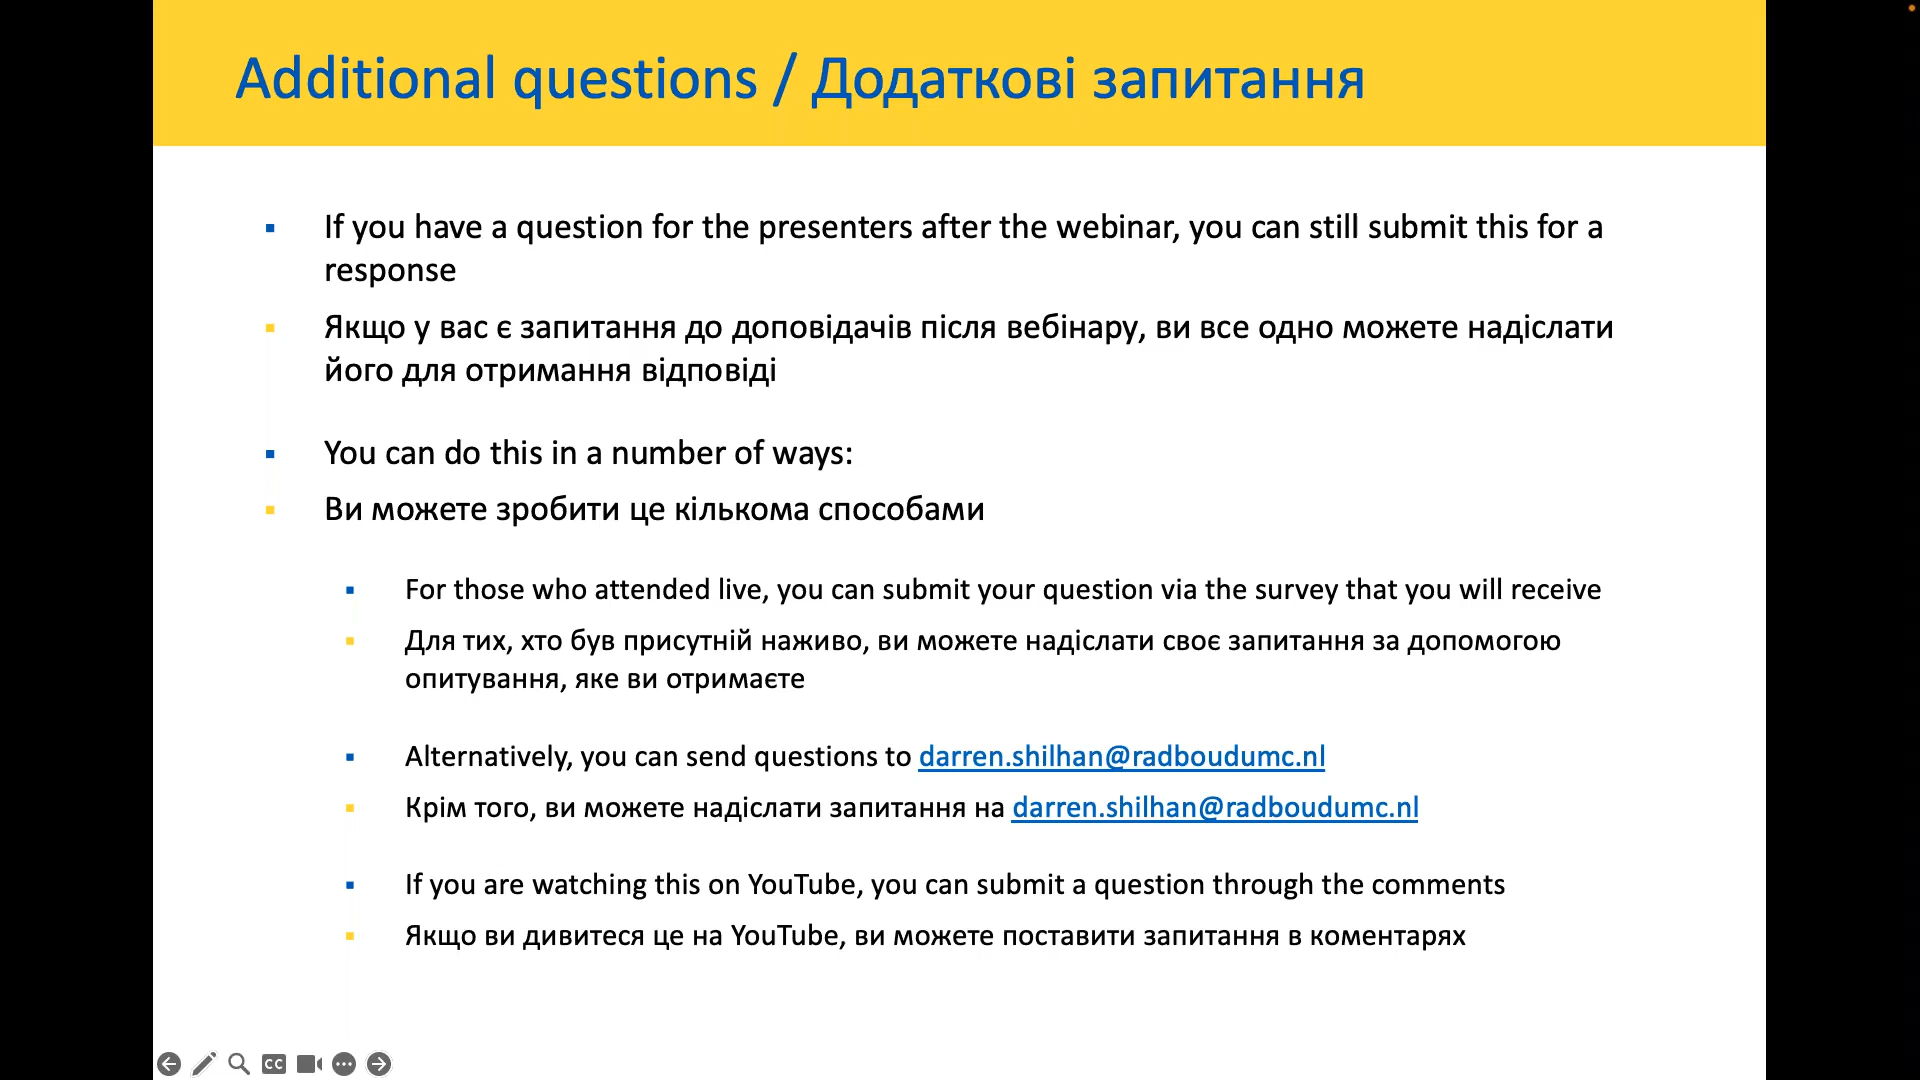 Additional questions / Додаткові запитання
If you have a question for the presenters after the webinar, you can still submit this for a
response
Якщо у вас є запитання до доповідачів після вебінару, ви все одно можете надіслати
його для отримання відповіді
You can do this in a number of ways:
Ви можете зробити це кількома способами
For those who attended live, you can submit your question via the survey that you will receive
Для тих, хто був присутній наживо, ви можете надіслати своє запитання за допомогою
опитування, яке ви отримаєте
Alternatively, you can send questions to darren.shilhan@radboudumc.nl
Крім того, ви можете надіслати запитання на darren.shilhan@radboudumc.nl
If you are watching this on YouTube, you can submit a question through the comments
Якщо ви дивитеся це на YouTube, ви можете поставити запитання в коментарях
CC